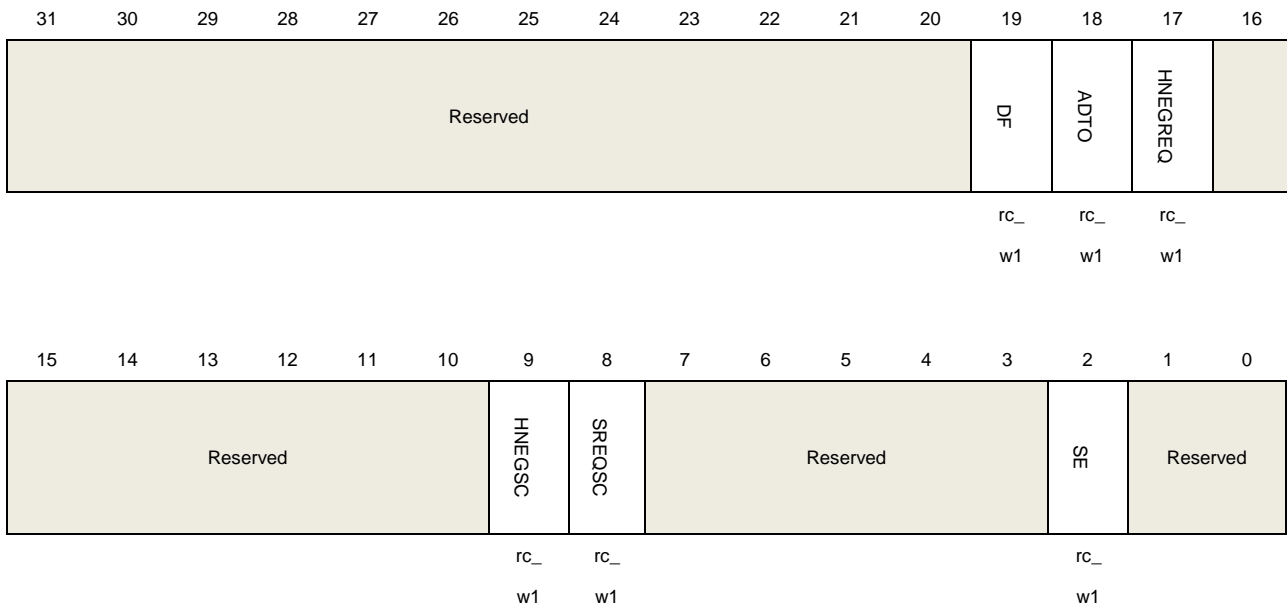 31 30 29 28 27 26 25 24 23 22 21 20 19 18 17 16
Reserved DF ADTO HNEGREQ
rc_ rc_ rc_
w1 w1 w1
15 14 13 12 11 10 9 8 7 6 5 4 3 2 1 0
Reserved HNEGSC SREQSC Reserved SE Reserved
rc_ rc_ rc_
w1 w1 w1